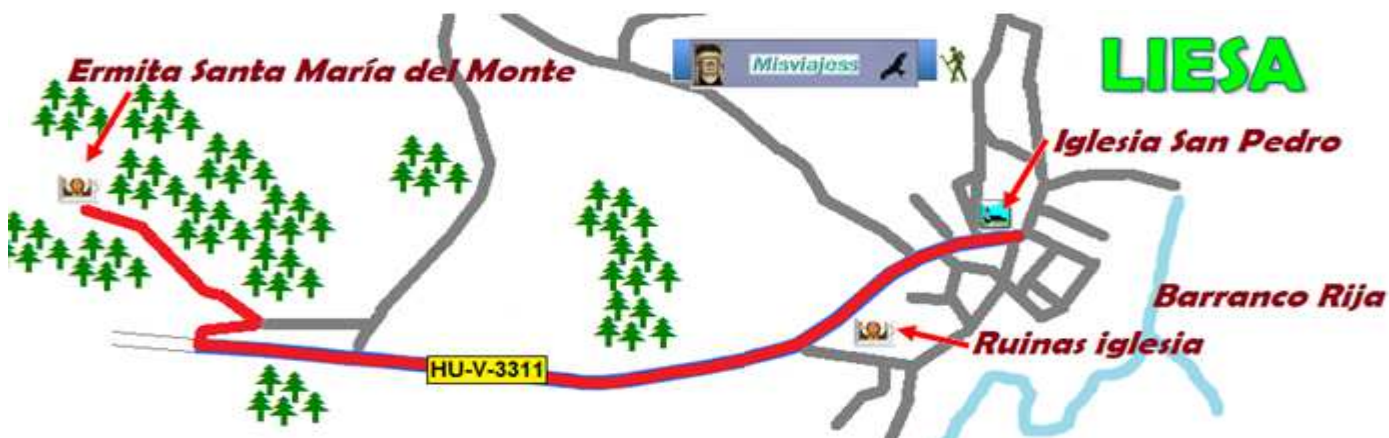 LIESA
Misviajoss
Ermita Santa María del Monte
Iglesia San Pedro
Barranco Rija
Ruinas iglesia
HU-V-3311